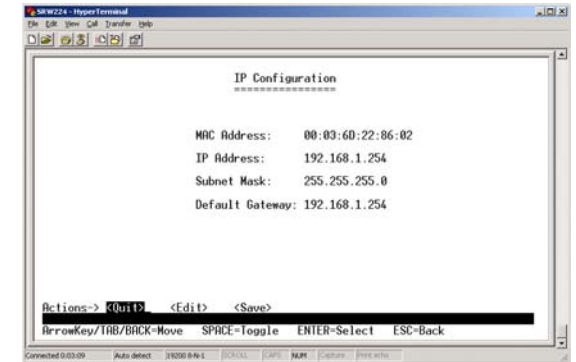 SRW224 - HyperTerminal
File Edit View Call Transfer Help
IP Configuration
================
MAC Address: 00:03:6D:22:86:02
IP Address: 192.168.1.254
Subnet Mask: 255.255.255.0
Default Gateway: 192.168.1.254
Actions-> <Quit> <Edit> <Save>
ArrowKey/TAB/BACK=Move SPACE=Toggle ENTER=Select ESC=Back
Connected 0:03:09 Auto detect 19200 8-N-1 SCROLL CAPS NUM Capture Print echo